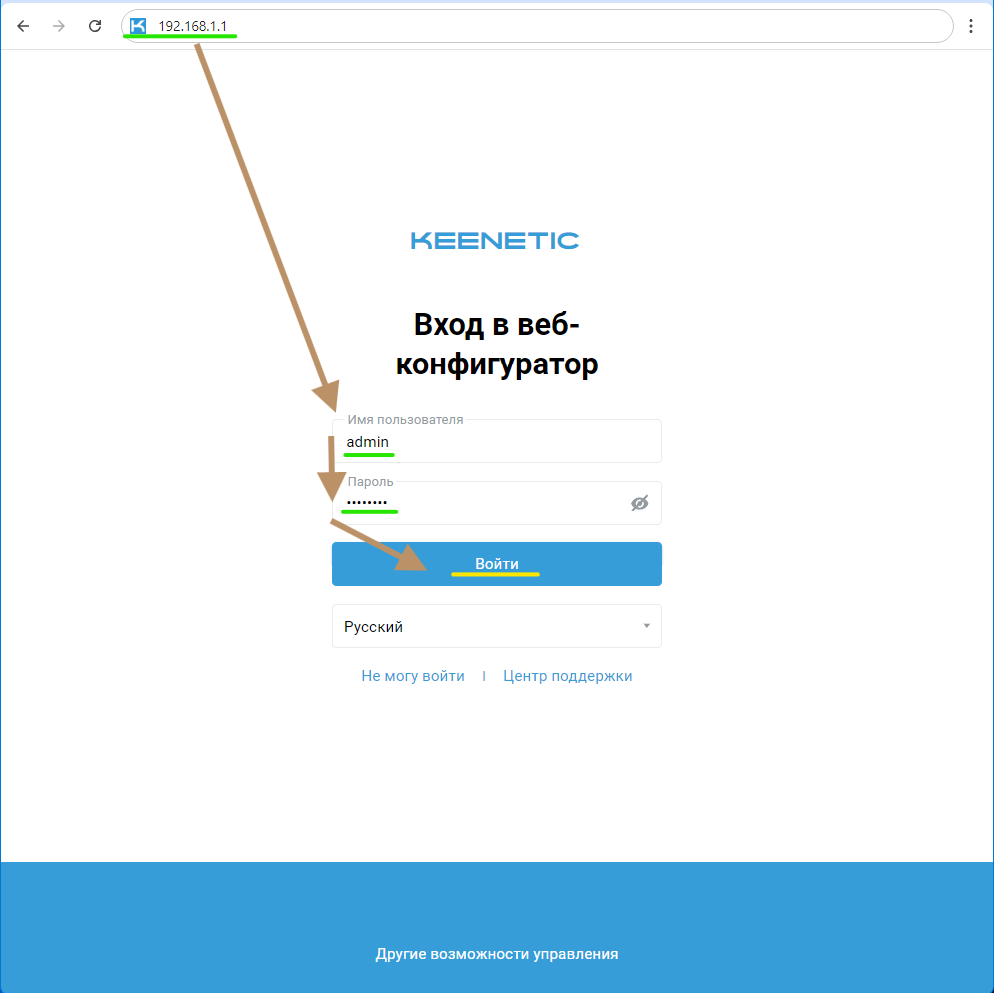 192.168.1.1
KEENETIC
Вход в веб-
конфигуратор
Имя пользователя
admin
Пароль
••••••••
Войти
Русский
Не могу войти | Центр поддержки
Другие возможности управления